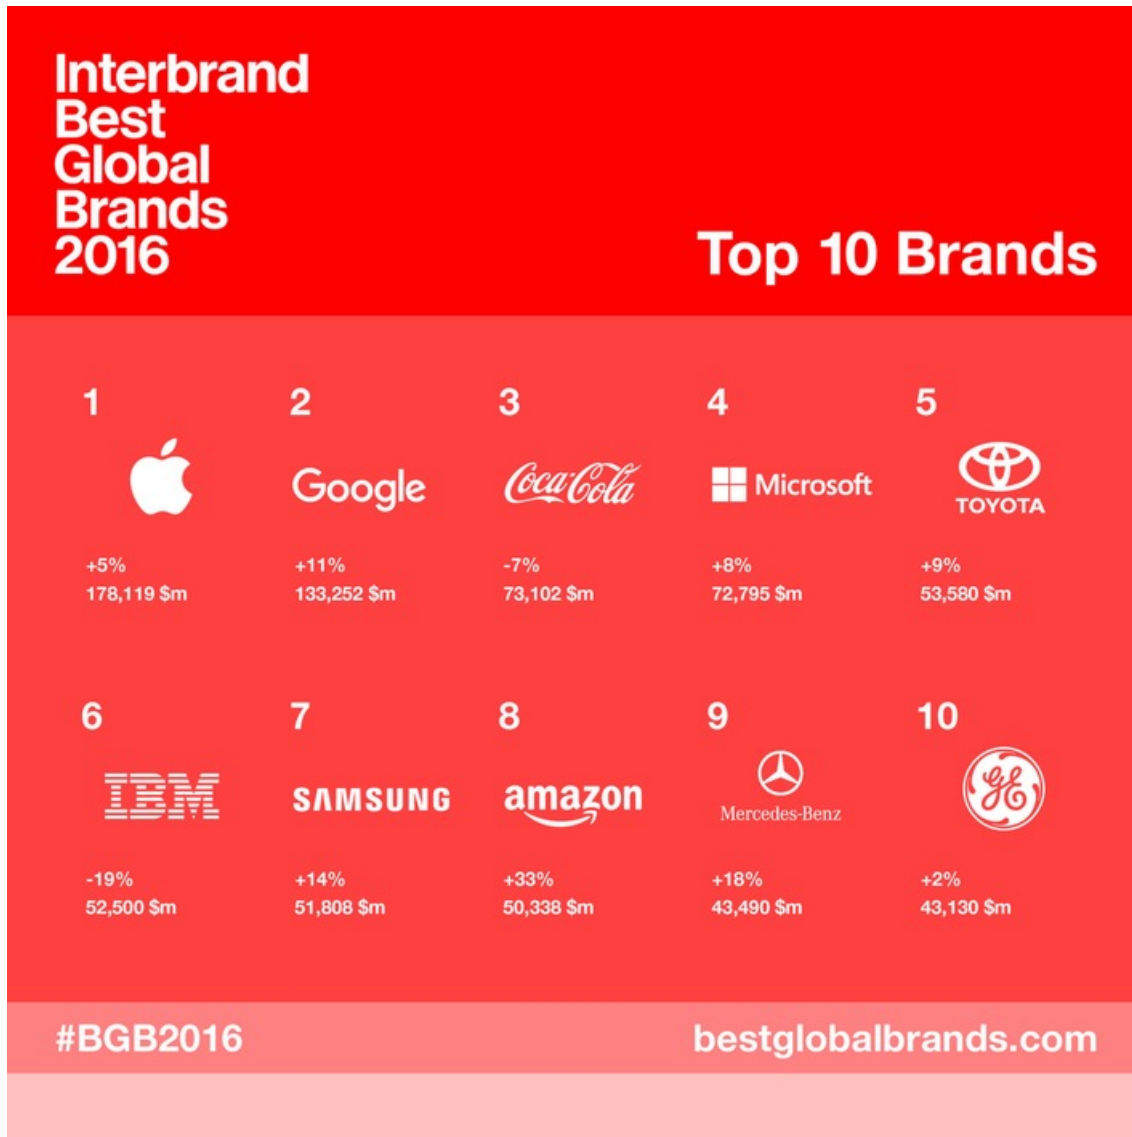 Interbrand
Best
Global
Brands
2016
Top 10 Brands
1
2
3
4
5
Google
Coca-Cola
Microsoft
TOYOTA
+5%
+11%
-7%
+8%
+9%
178,119 $m
133,252 $m
73,102 $m
72,795 $m
53,580 $m
6
7
8
9
10
IBM
SAMSUNG
amazon
Mercedes-Benz
GE
-19%
+14%
+33%
+18%
+2%
52,500 $m
51,808 $m
50,338 $m
43,490 $m
43,130 $m
#BGB2016
bestglobalbrands.com